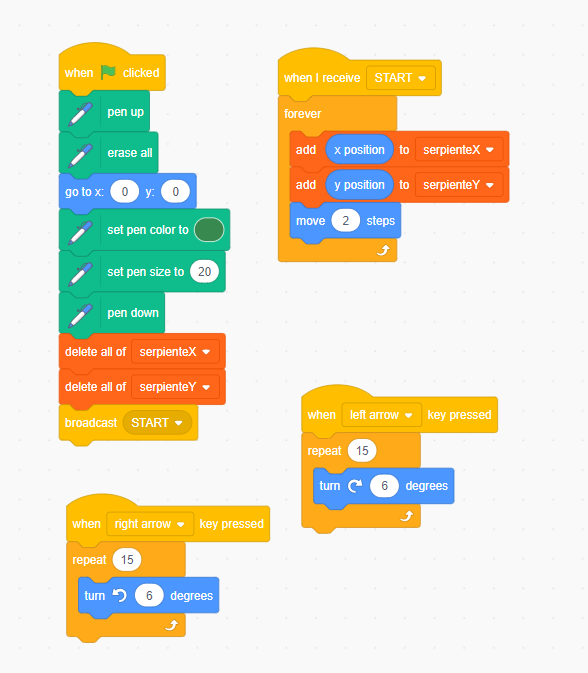 when clicked
pen up
erase all
go to x: 0 y: 0
set pen color to
set pen size to 20
pen down
delete all of serpienteX
delete all of serpienteY
broadcast START
when I receive START
forever
add x position to serpienteX
add y position to serpienteY
move 2 steps
when left arrow key pressed
repeat 15
turn 6 degrees
when right arrow key pressed
repeat 15
turn 6 degrees